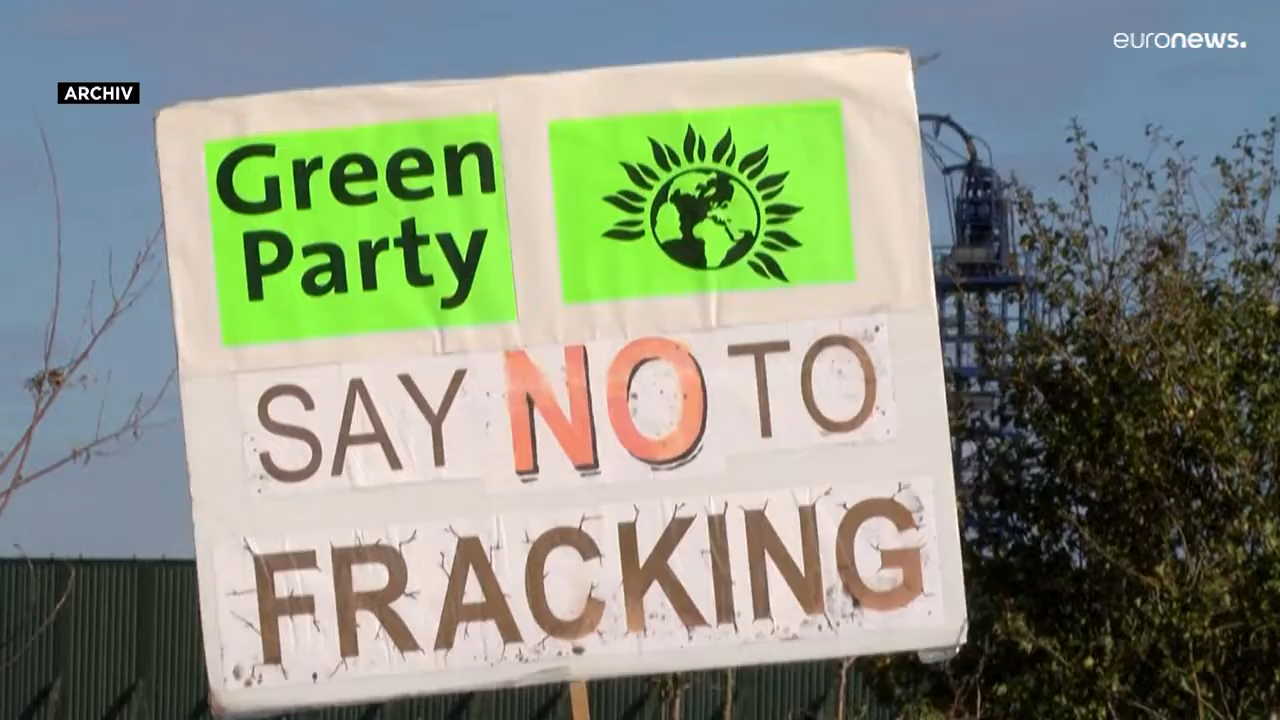 euronews.
ARCHIV
Green
Party
SAY NO TO
FRACKING